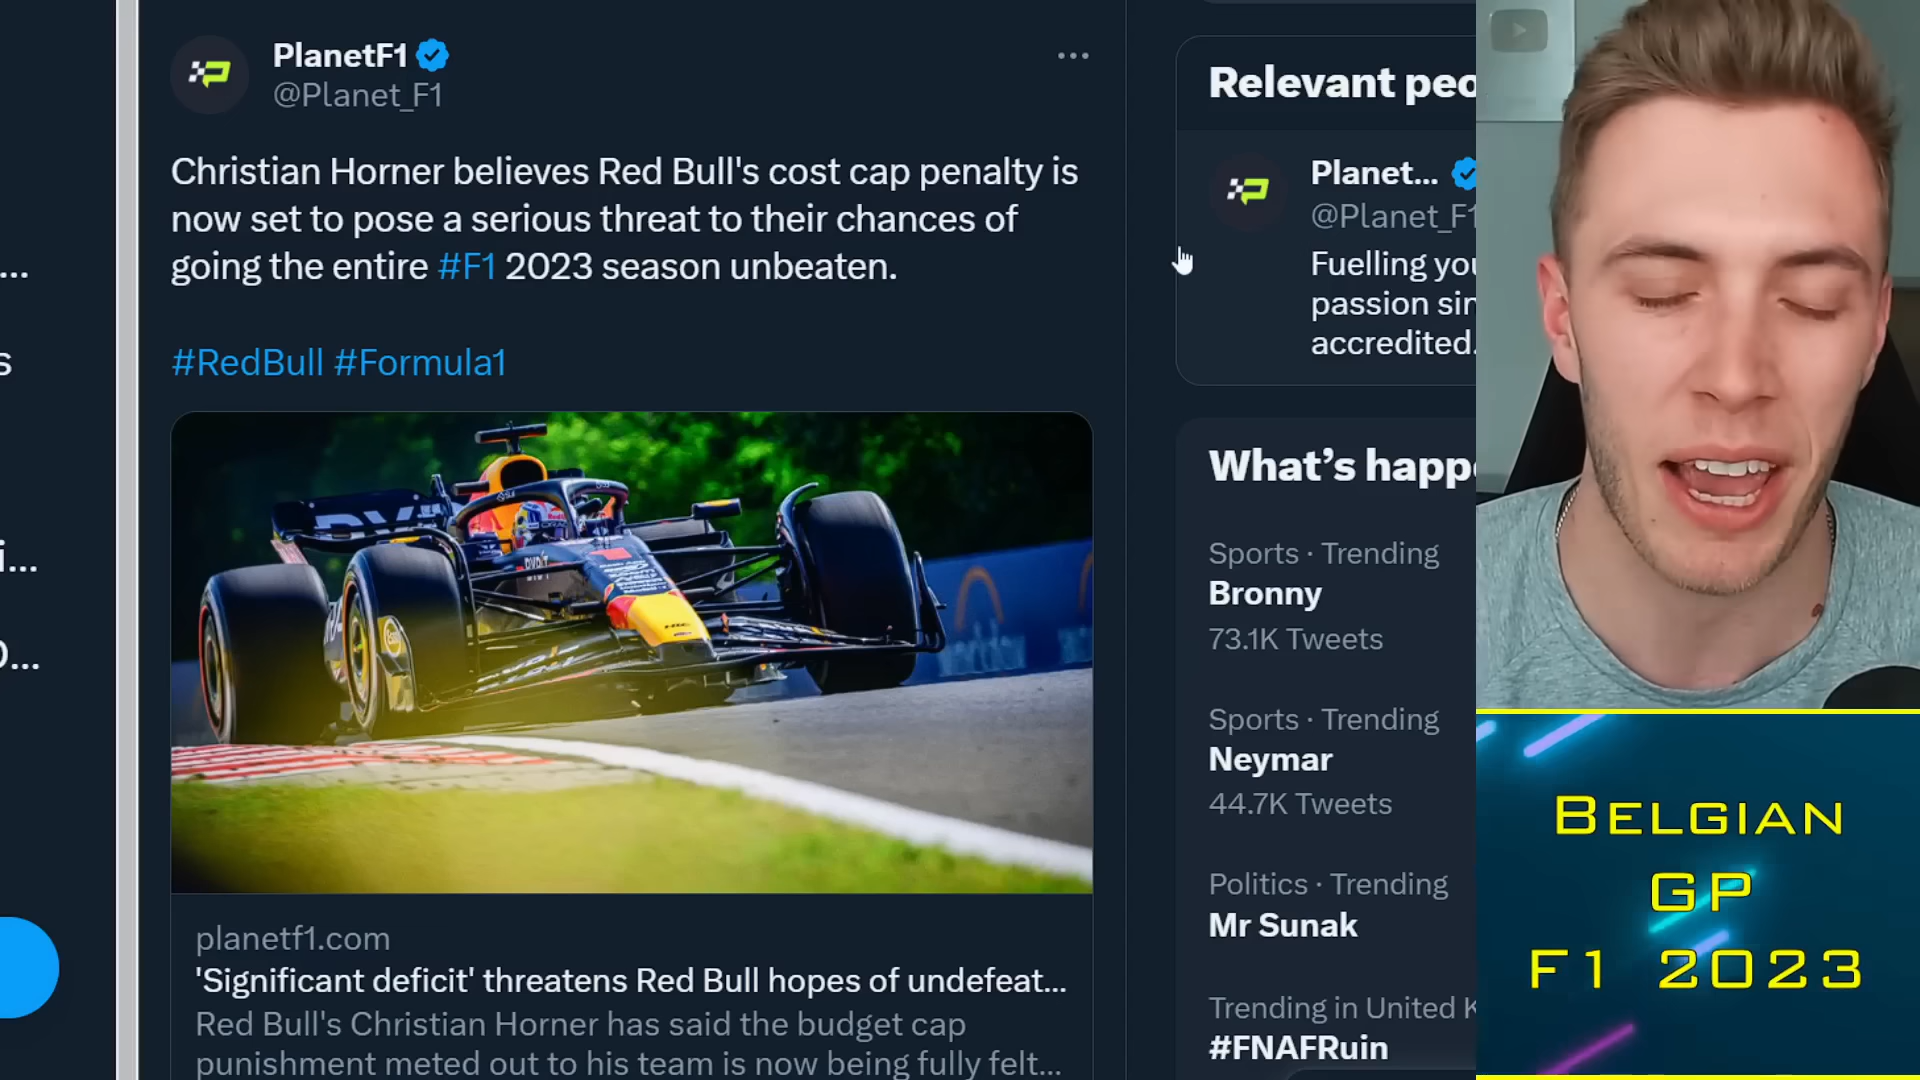 PlanetF1
@Planet_F1
Christian Horner believes Red Bull's cost cap penalty is
now set to pose a serious threat to their chances of
going the entire #F1 2023 season unbeaten.
#RedBull #Formula1
planetf1.com
'Significant deficit' threatens Red Bull hopes of undefeat...
Red Bull's Christian Horner has said the budget cap
punishment meted out to his team is now being fully felt...
Relevant peo
Planet...
@Planet_F1
Fuelling you
passion sin
accredited.
What's happe
Sports · Trending
Bronny
73.1K Tweets
Sports · Trending
Neymar
44.7K Tweets
Politics · Trending
Mr Sunak
Trending in United K
#FNAFRuin
BELGIAN
GP
F1 2023